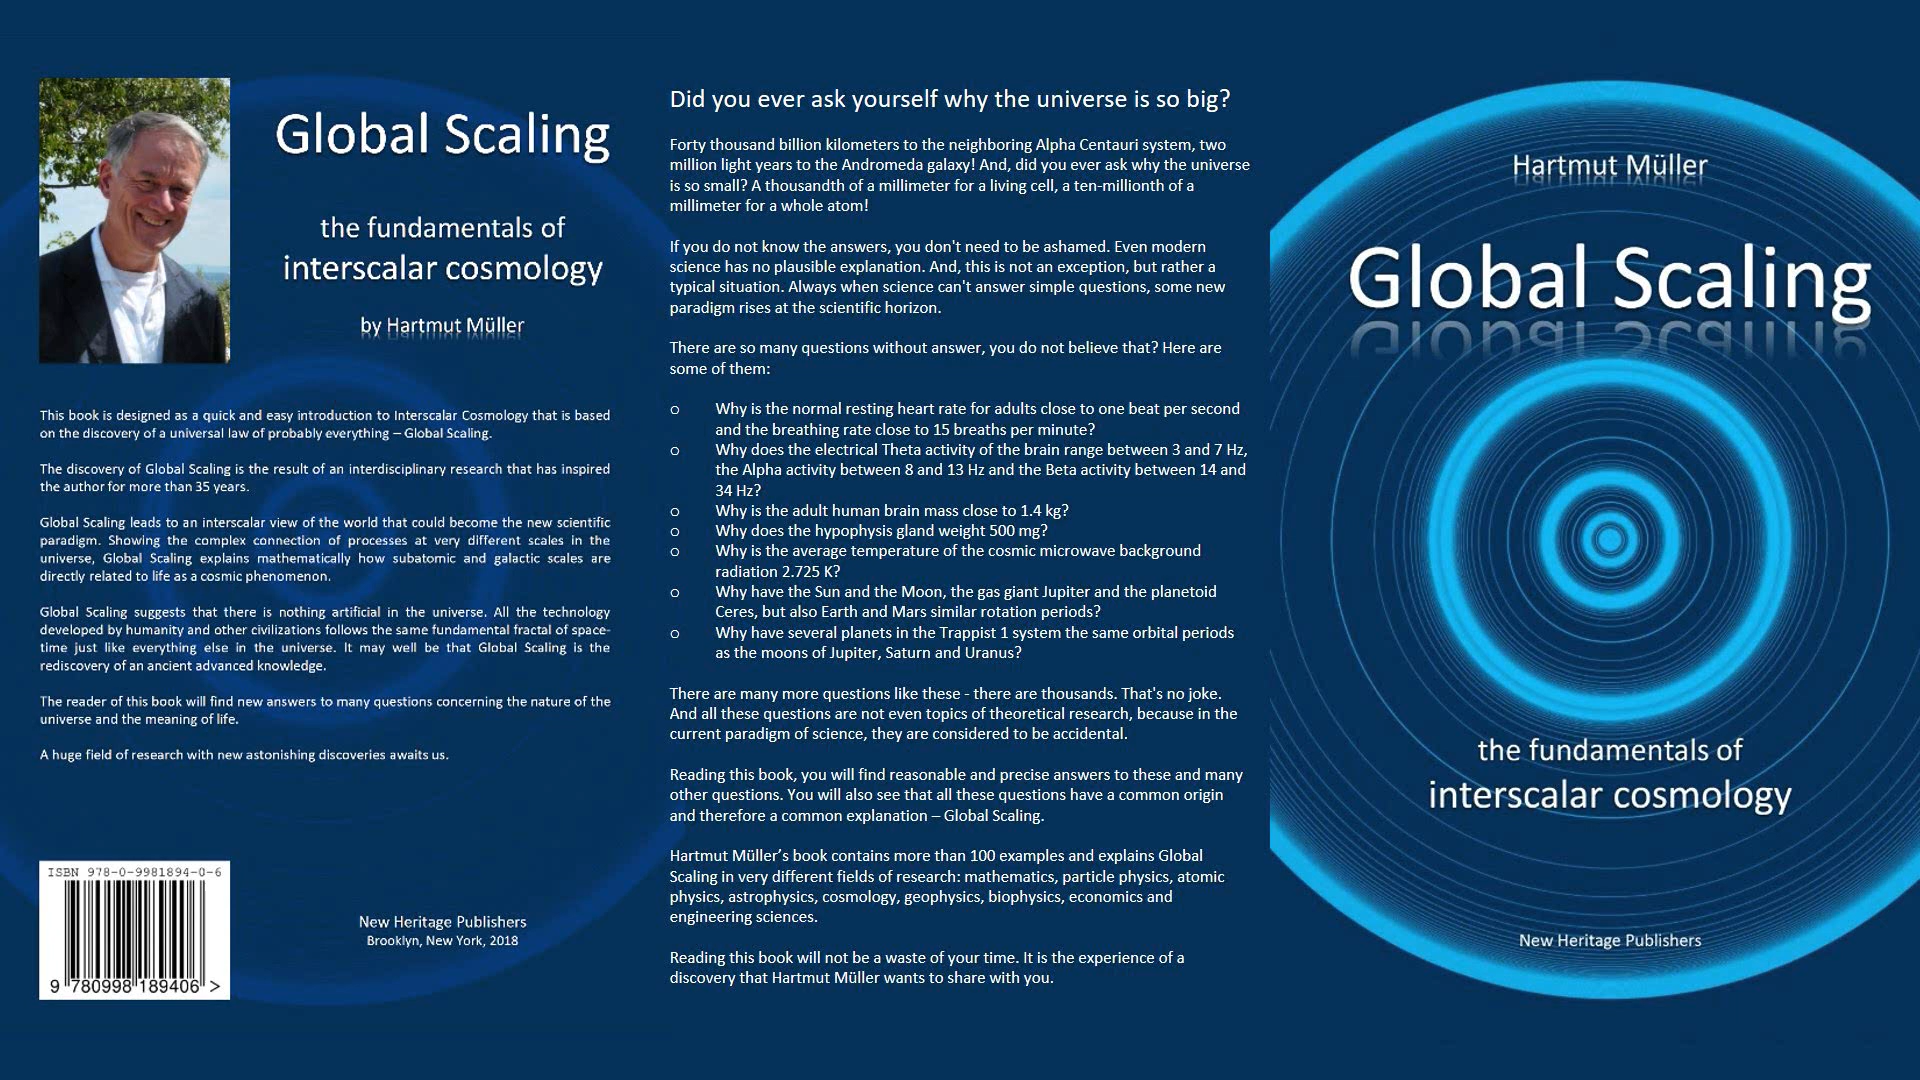 Global Scaling
the fundamentals of
interscalar cosmology
by Hartmut Müller
This book is designed as a quick and easy introduction to Interscalar Cosmology that is based
on the discovery of a universal law of probably everything – Global Scaling.
The discovery of Global Scaling is the result of an interdisciplinary research that has inspired
the author for more than 35 years.
Global Scaling leads to an interscalar view of the world that could become the new scientific
paradigm. Showing the complex connection of processes at very different scales in the
universe, Global Scaling explains mathematically how subatomic and galactic scales are
directly related to life as a cosmic phenomenon.
Global Scaling suggests that there is nothing artificial in the universe. All the technology
developed by humanity and other civilizations follows the same fundamental fractal of space-
time just like everything else in the universe. It may well be that Global Scaling is the
rediscovery of an ancient advanced knowledge.
The reader of this book will find new answers to many questions concerning the nature of the
universe and the meaning of life.
A huge field of research with new astonishing discoveries awaits us.
ISBN 978-0-9981894-0-6
9 780998 189406 >
New Heritage Publishers
Brooklyn, New York, 2018
Did you ever ask yourself why the universe is so big?
Forty thousand billion kilometers to the neighboring Alpha Centauri system, two
million light years to the Andromeda galaxy! And, did you ever ask why the universe
is so small? A thousandth of a millimeter for a living cell, a ten-millionth of a
millimeter for a whole atom!
If you do not know the answers, you don't need to be ashamed. Even modern
science has no plausible explanation. And, this is not an exception, but rather a
typical situation. Always when science can't answer simple questions, some new
paradigm rises at the scientific horizon.
There are so many questions without answer, you do not believe that? Here are
some of them:
o Why is the normal resting heart rate for adults close to one beat per second
and the breathing rate close to 15 breaths per minute?
o Why does the electrical Theta activity of the brain range between 3 and 7 Hz,
the Alpha activity between 8 and 13 Hz and the Beta activity between 14 and
34 Hz?
o Why is the adult human brain mass close to 1.4 kg?
o Why does the hypophysis gland weight 500 mg?
o Why is the average temperature of the cosmic microwave background
radiation 2.725 K?
o Why have the Sun and the Moon, the gas giant Jupiter and the planetoid
Ceres, but also Earth and Mars similar rotation periods?
o Why have several planets in the Trappist 1 system the same orbital periods
as the moons of Jupiter, Saturn and Uranus?
There are many more questions like these - there are thousands. That's no joke.
And all these questions are not even topics of theoretical research, because in the
current paradigm of science, they are considered to be accidental.
Reading this book, you will find reasonable and precise answers to these and many
other questions. You will also see that all these questions have a common origin
and therefore a common explanation – Global Scaling.
Hartmut Müller’s book contains more than 100 examples and explains Global
Scaling in very different fields of research: mathematics, particle physics, atomic
physics, astrophysics, cosmology, geophysics, biophysics, economics and
engineering sciences.
Reading this book will not be a waste of your time. It is the experience of a
discovery that Hartmut Müller wants to share with you.
Hartmut Müller
Global Scaling
the fundamentals of
interscalar cosmology
New Heritage Publishers